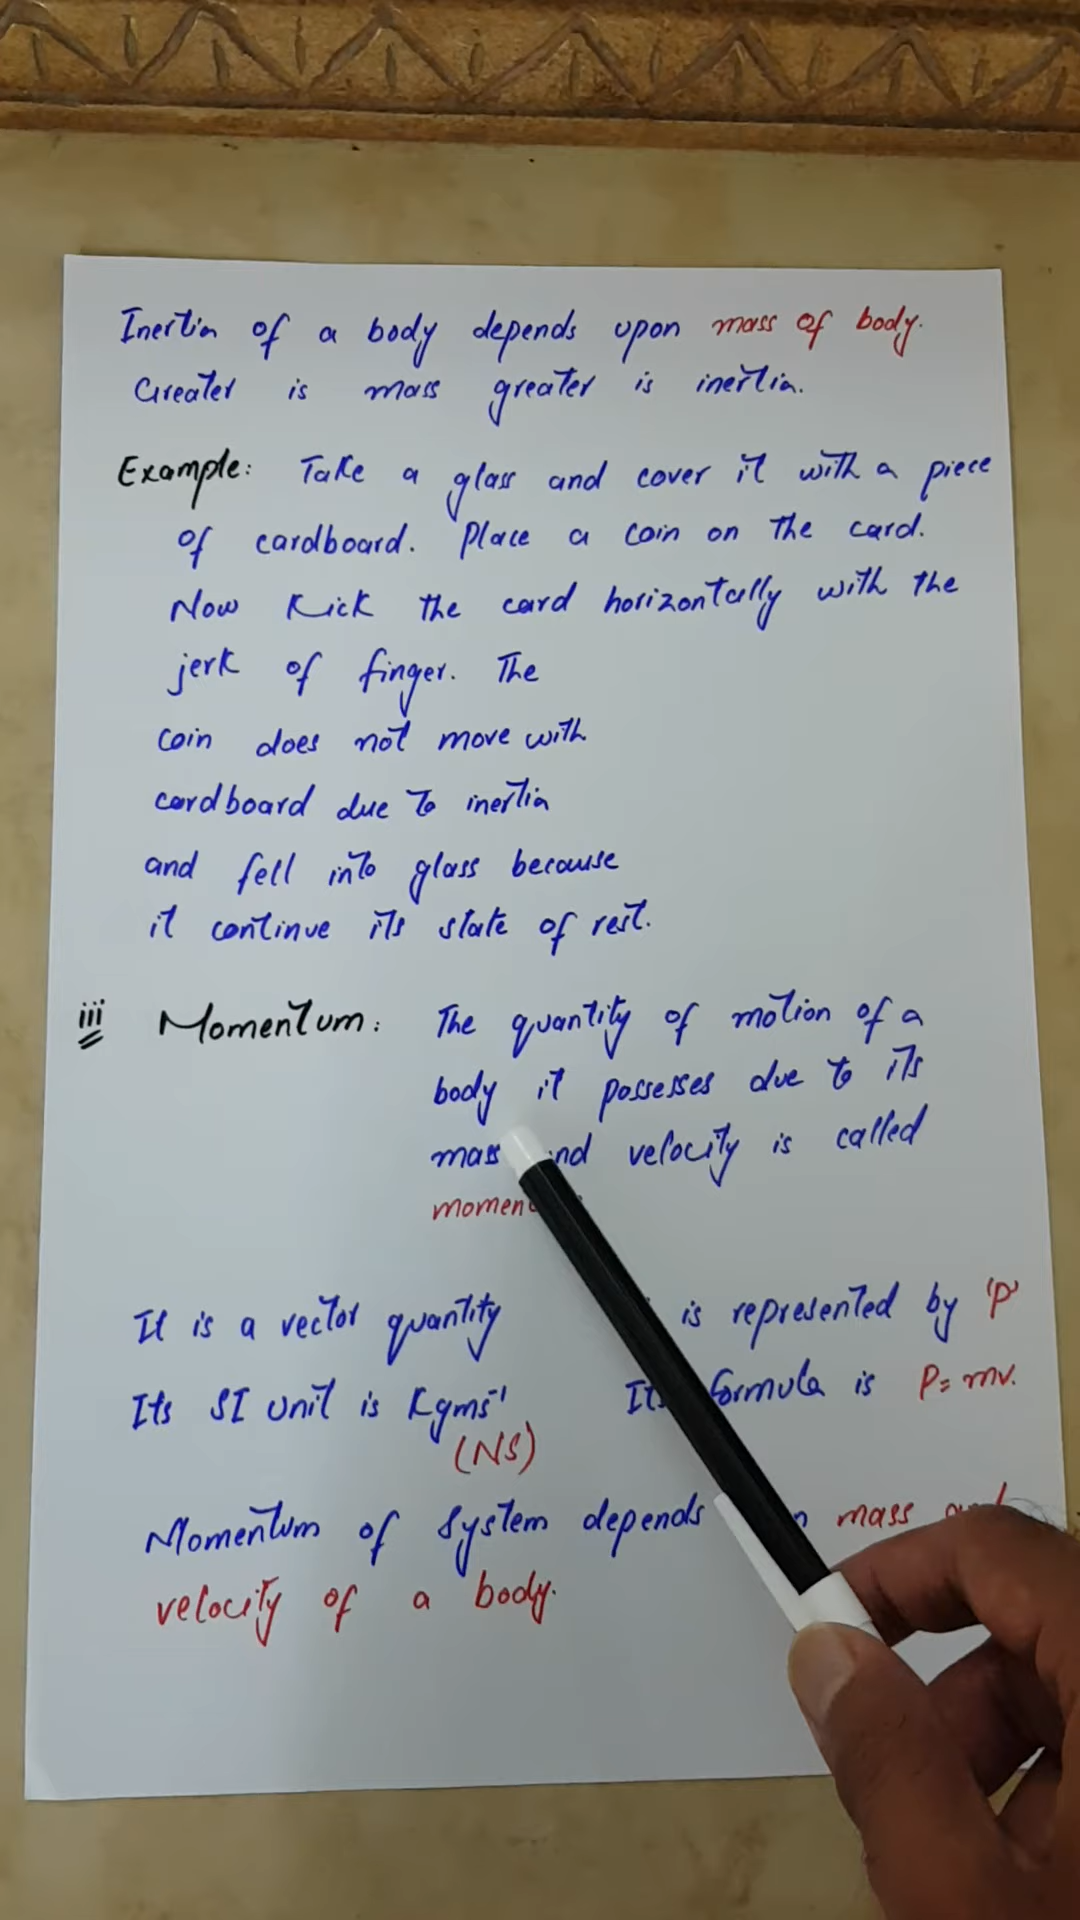 Inertia of a body depends upon mass of body.
Greater is mass greater is inertia.
Example: Take a glass and cover it with a piece
of cardboard. Place a coin on the card.
Now Kick the card horizontally with the
jerk of finger. The
coin does not move with
cardboard due to inertia
and fell into glass because
it continue its state of rest.
iii Momentum: The quantity of motion of a
body it possesses due to its
mass velocity is called
It is a vector quantity is represented by 'P'
Its SI unit is Kgms⁻¹ Its formula is P = mv.
(NS)
Momentum of System depends mass
velocity of a body.